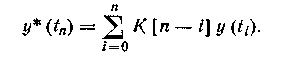 y* (tₙ) = ∑ᵢ₌₀ⁿ K [n − i] y (tᵢ).